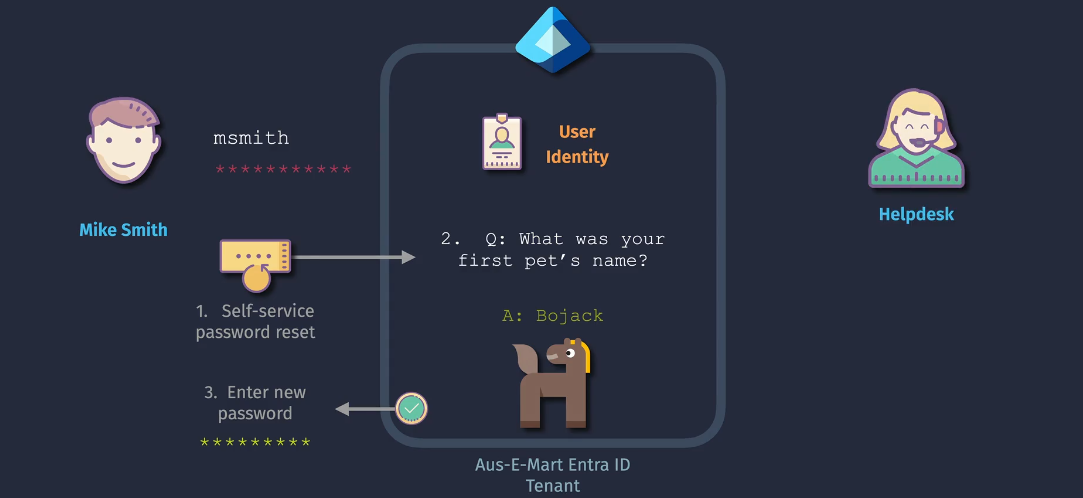 msmith
***********
User
Identity
Mike Smith
Helpdesk
2. Q: What was your
first pet's name?
1. Self-service
password reset
A: Bojack
3. Enter new
password
*********
Aus-E-Mart Entra ID
Tenant